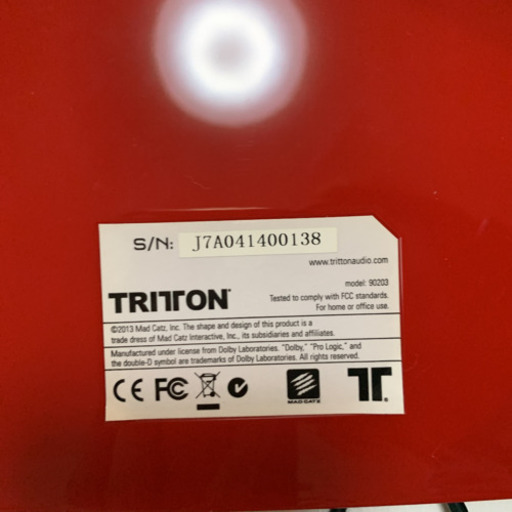 S/N: J7A041400138
www.trittonaudio.com
model: 90203
TRITTON
Tested to comply with FCC standards.
For home or office use.
©2013 Mad Catz, Inc. The shape and design of this product is a
trade dress of Mad Catz Interactive, Inc., its subsidiaries and affiliates.
Manufactured under license from Dolby Laboratories. "Dolby," "Pro Logic," and
the double-D symbol are trademarks of Dolby Laboratories. All rights reserved.
CE FC
MAD CATZ